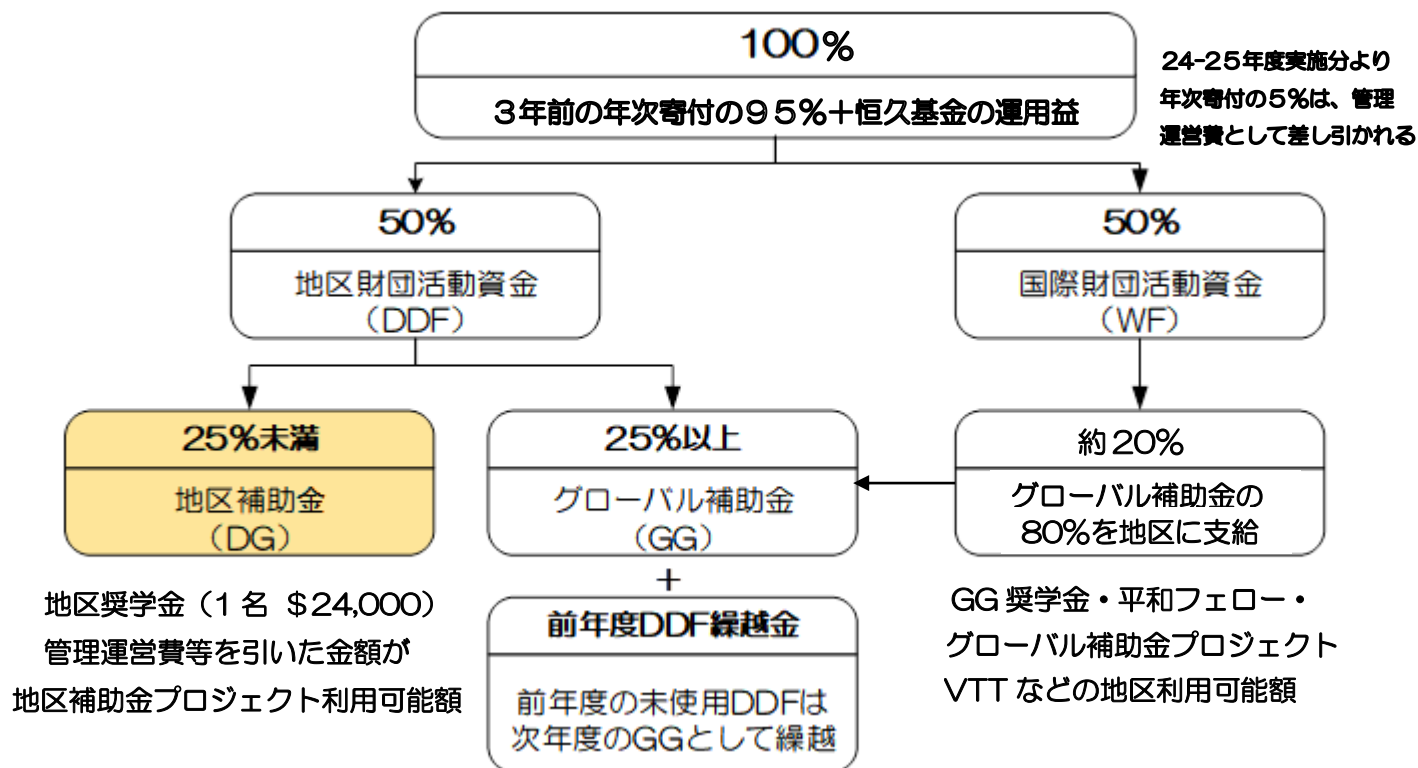 100%
3年前の年次寄付の95%+恒久基金の運用益
24-25年度実施分より
年次寄付の5%は、管理
運営費として差し引かれる
50%
地区財団活動資金
(DDF)
50%
国際財団活動資金
(WF)
25%未満
地区補助金
(DG)
25%以上
グローバル補助金
(GG)
約20%
グローバル補助金の
80%を地区に支給
地区奨学金(1名 $24,000)
管理運営費等を引いた金額が
地区補助金プロジェクト利用可能額
+
前年度DDF繰越金
前年度の未使用DDFは
次年度のGGとして繰越
GG奨学金・平和フェロー・
グローバル補助金プロジェクト
VTTなどの地区利用可能額